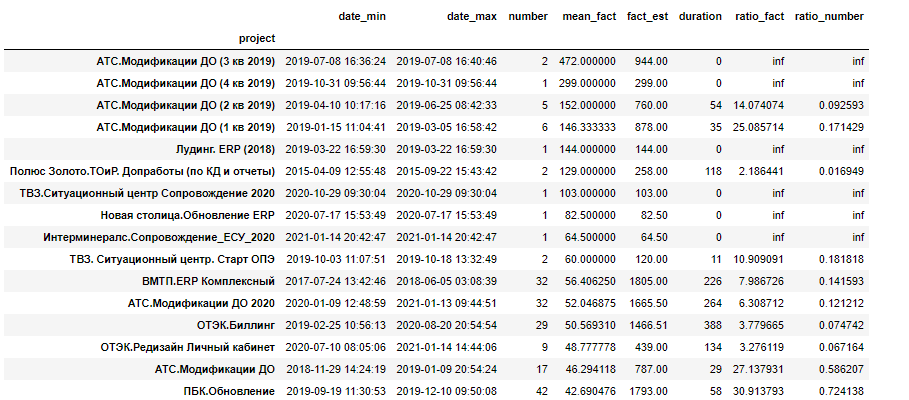 date_min date_max number mean_fact fact_est duration ratio_fact ratio_number
project
АТС.Модификации ДО (3 кв 2019) 2019-07-08 16:36:24 2019-07-08 16:40:46 2 472.000000 944.00 0 inf inf
АТС.Модификации ДО (4 кв 2019) 2019-10-31 09:56:44 2019-10-31 09:56:44 1 299.000000 299.00 0 inf inf
АТС.Модификации ДО (2 кв 2019) 2019-04-10 10:17:16 2019-06-25 08:42:33 5 152.000000 760.00 54 14.074074 0.092593
АТС.Модификации ДО (1 кв 2019) 2019-01-15 11:04:41 2019-03-05 16:58:42 6 146.333333 878.00 35 25.085714 0.171429
Лудинг. ERP (2018) 2019-03-22 16:59:30 2019-03-22 16:59:30 1 144.000000 144.00 0 inf inf
Полюс Золото.ТОиР. Допработы (по КД и отчеты) 2015-04-09 12:55:48 2015-09-22 15:43:42 2 129.000000 258.00 118 2.186441 0.016949
ТВЗ.Ситуационный центр Сопровождение 2020 2020-10-29 09:30:04 2020-10-29 09:30:04 1 103.000000 103.00 0 inf inf
Новая столица.Обновление ERP 2020-07-17 15:53:49 2020-07-17 15:53:49 1 82.500000 82.50 0 inf inf
Интерминералс.Сопровождение_ЕСУ_2020 2021-01-14 20:42:47 2021-01-14 20:42:47 1 64.500000 64.50 0 inf inf
ТВЗ. Ситуационный центр. Старт ОПЭ 2019-10-03 11:07:51 2019-10-18 13:32:49 2 60.000000 120.00 11 10.909091 0.181818
ВМТП.ERP Комплексный 2017-07-24 13:42:46 2018-06-05 03:08:39 32 56.406250 1805.00 226 7.986726 0.141593
АТС.Модификации ДО 2020 2020-01-09 12:48:59 2021-01-13 09:44:51 32 52.046875 1665.50 264 6.308712 0.121212
ОТЭК.Биллинг 2019-02-25 10:56:13 2020-08-20 20:54:54 29 50.569310 1466.51 388 3.779665 0.074742
ОТЭК.Редизайн Личный кабинет 2020-07-10 08:05:06 2021-01-14 14:44:06 9 48.777778 439.00 134 3.276119 0.067164
АТС.Модификации ДО 2018-11-29 14:24:19 2019-01-09 20:54:24 17 46.294118 787.00 29 27.137931 0.586207
ПБК.Обновление 2019-09-19 11:30:53 2019-12-10 09:50:08 42 42.690476 1793.00 58 30.913793 0.724138